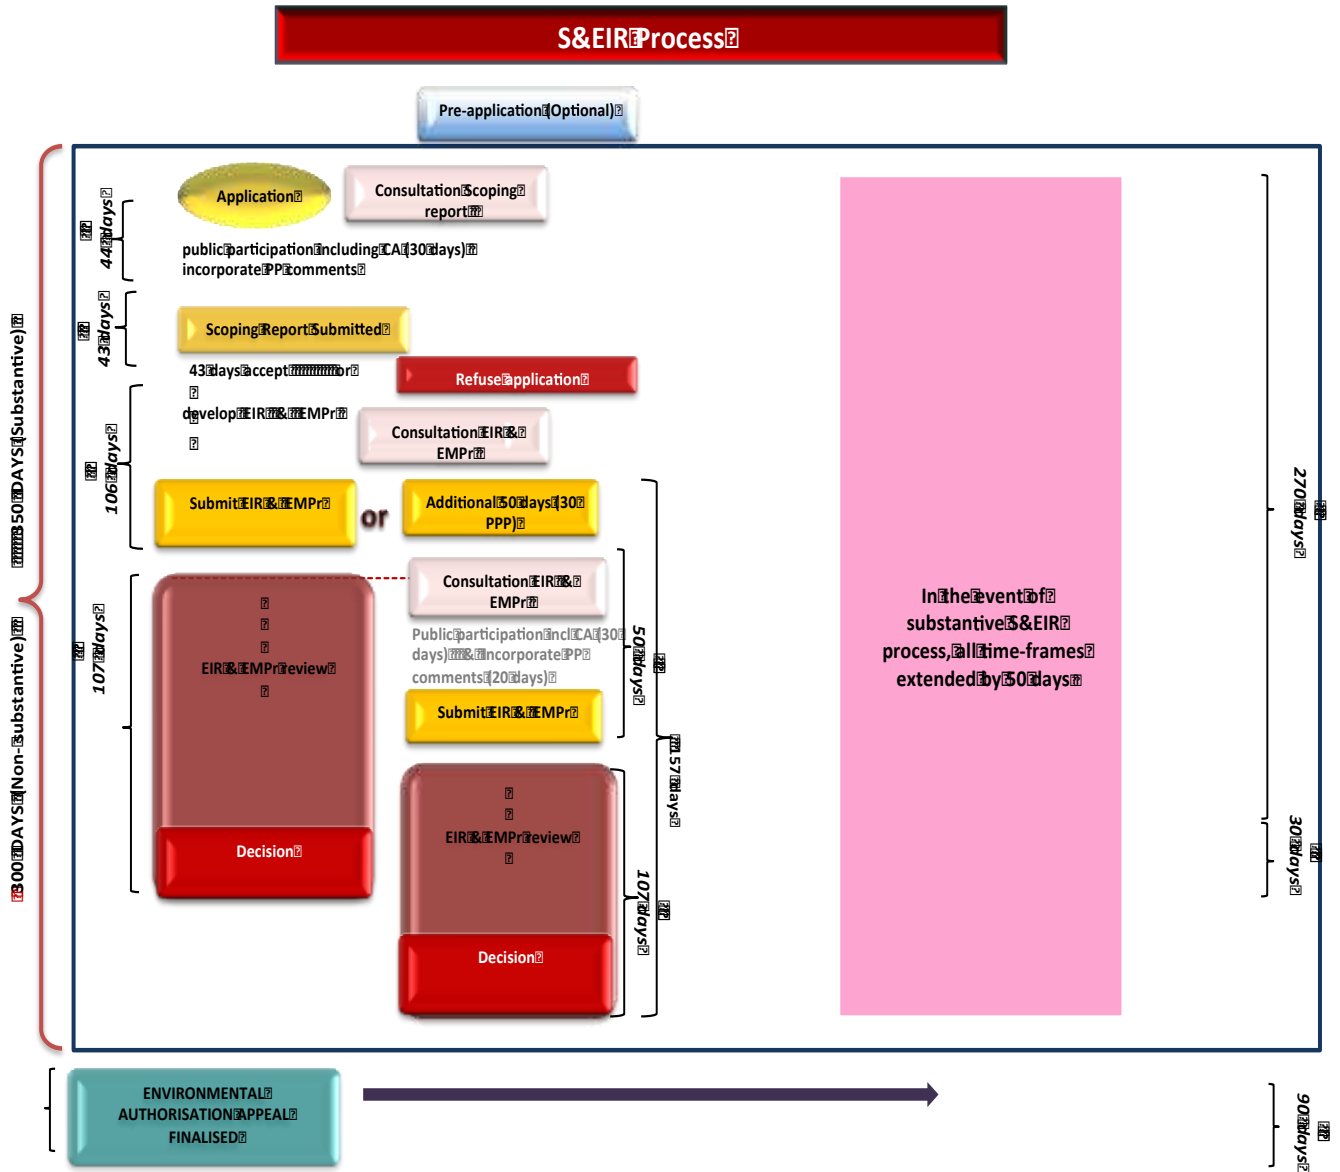 S&EIR Process
Pre-application (Optional)
Application
Consultation Scoping
report
44 days
public participation including CA (30 days)
incorporate PP comments
43 days
Scoping Report Submitted
43 days accept or
Refuse application
develop EIR & EMPr
Consultation EIR &
EMPr
106 days
Submit EIR & EMPr
or
Additional 50 days (30
PPP)
Consultation EIR &
EMPr
Public participation incl CA (30
days) & Incorporate PP
comments (20 days)
50 days
Submit EIR & EMPr
107 days
EIR & EMPr review
Decision
157 days
EIR & EMPr review
107 days
Decision
350 DAYS (Substantive)
300 DAYS (Non-substantive)
In the event of
substantive S&EIR
process, all time-frames
extended by 50 days
270 days
30 days
ENVIRONMENTAL
AUTHORISATION APPEAL
FINALISED
90 days